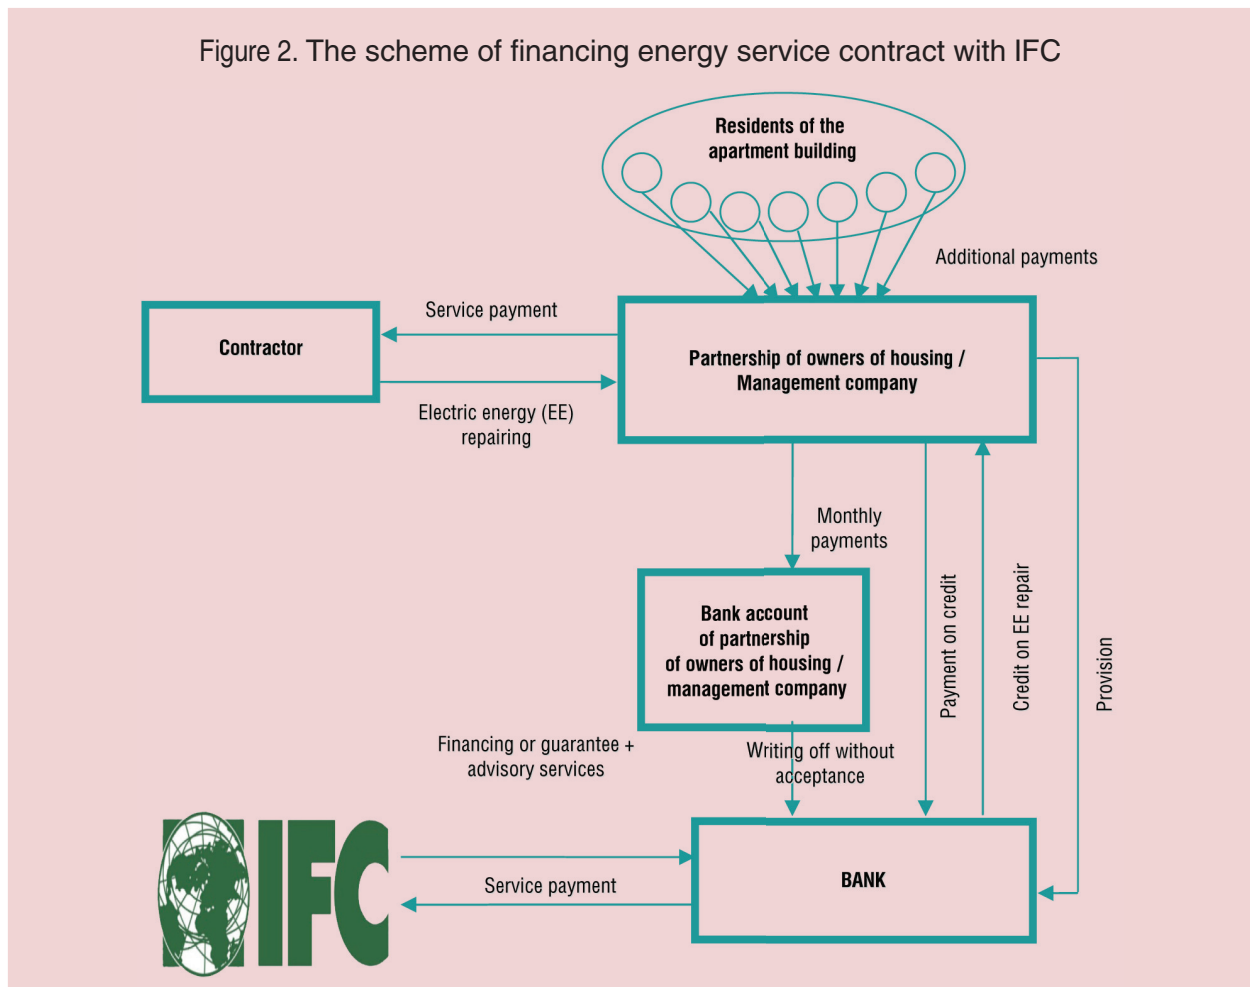 Figure 2. The scheme of financing energy service contract with IFC
Residents of the
apartment building
Additional payments
Service payment
Contractor
Partnership of owners of housing /
Management company
Electric energy (EE)
repairing
Monthly
payments
Bank account
of partnership
of owners of housing /
management company
Payment on credit
Credit on EE repair
Provision
Financing or guarantee +
advisory services
Writing off without
acceptance
IFC
Service payment
BANK